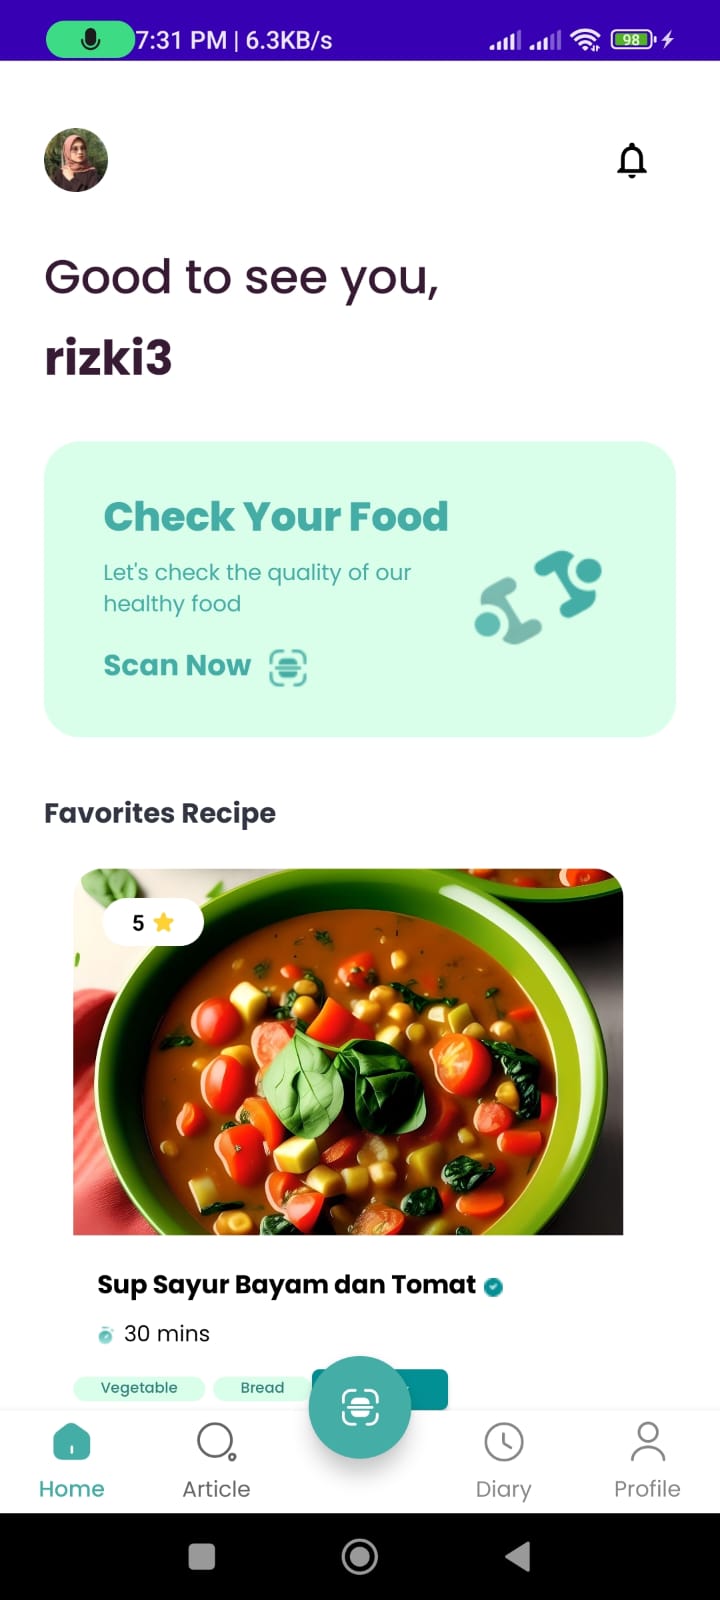 7:31 PM | 6.3KB/s
98
Good to see you,
rizki3
Check Your Food
Let's check the quality of our
healthy food
Scan Now
Favorites Recipe
5
Sup Sayur Bayam dan Tomat
30 mins
Vegetable
Bread
Home
Article
Diary
Profile